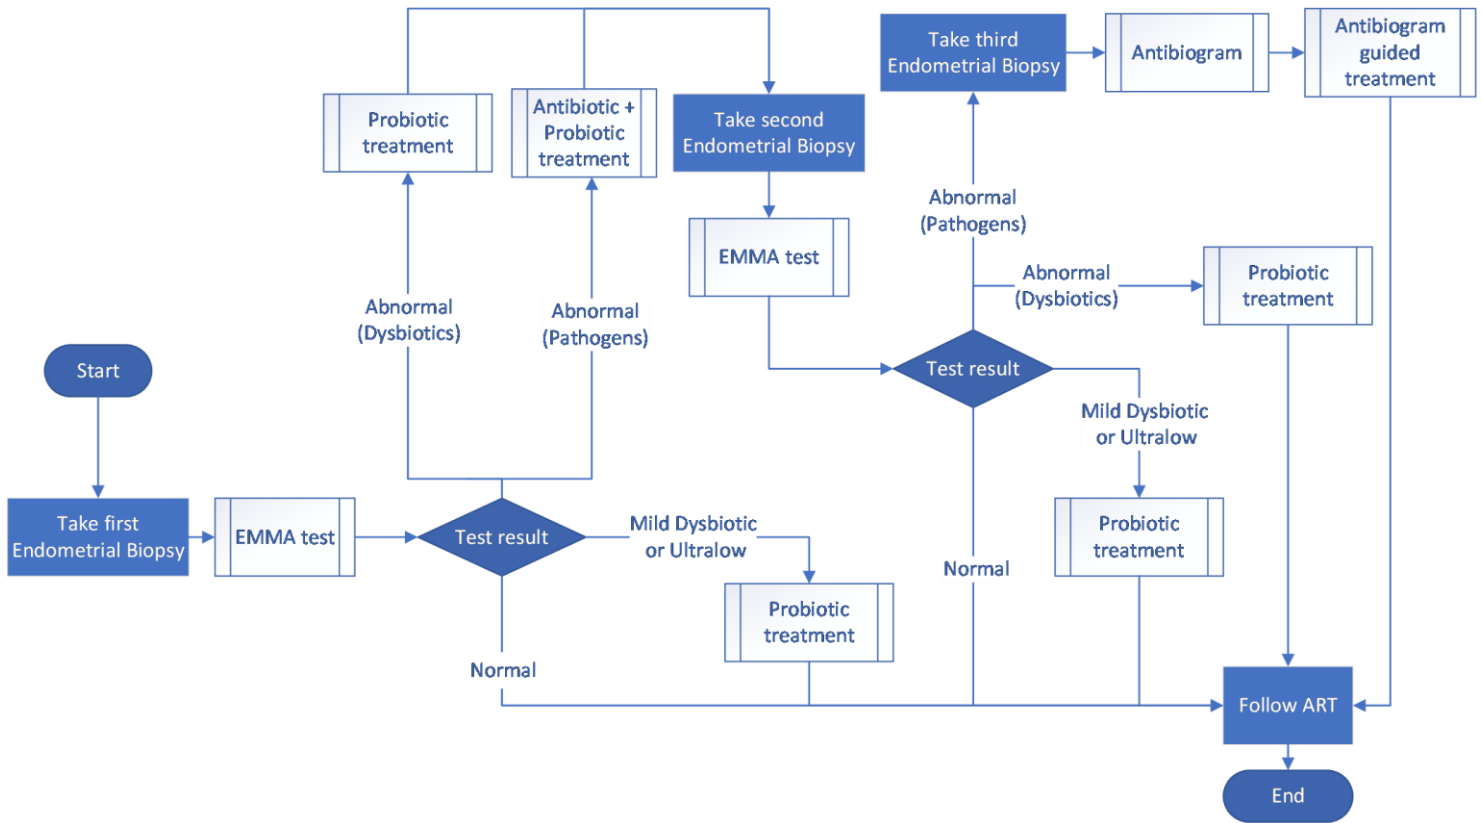 Start
Take first
Endometrial Biopsy
EMMA test
Test result
Abnormal
(Dysbiotics)
Probiotic
treatment
Abnormal
(Pathogens)
Antibiotic +
Probiotic
treatment
Mild Dysbiotic
or Ultralow
Probiotic
treatment
Normal
Take second
Endometrial Biopsy
EMMA test
Test result
Abnormal
(Pathogens)
Take third
Endometrial Biopsy
Antibiogram
Antibiogram
guided
treatment
Abnormal
(Dysbiotics)
Probiotic
treatment
Mild Dysbiotic
or Ultralow
Probiotic
treatment
Normal
Follow ART
End